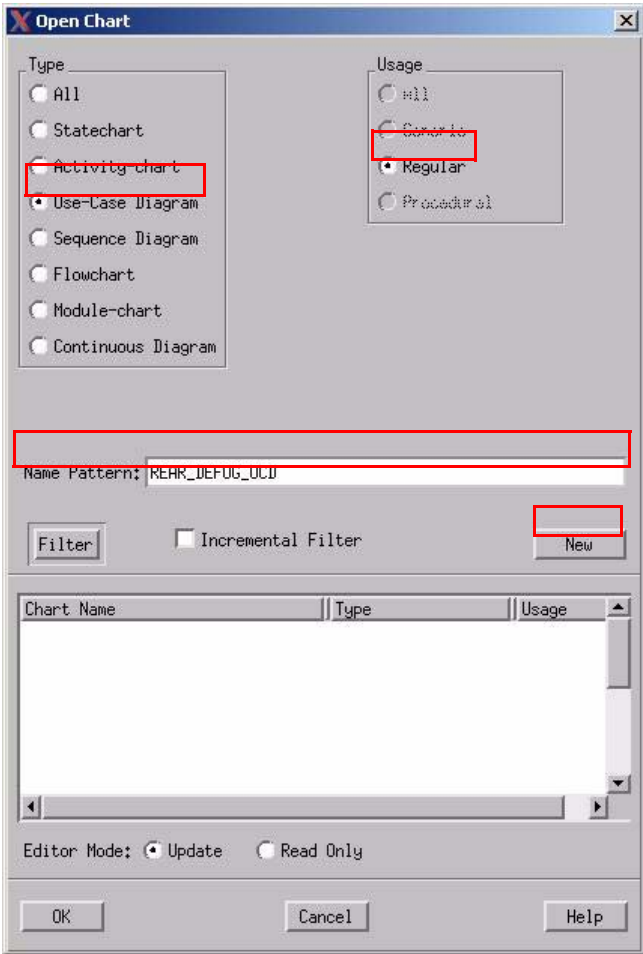 Open Chart
Type
Usage
All
All
Statechart
Generic
Activity-chart
Regular
Use-Case Diagram
Procedural
Sequence Diagram
Flowchart
Module-chart
Continuous Diagram
Name Pattern: REAR_DEFOG_UCD
Filter
Incremental Filter
New
Chart Name Type Usage
Editor Mode: Update Read Only
OK Cancel Help